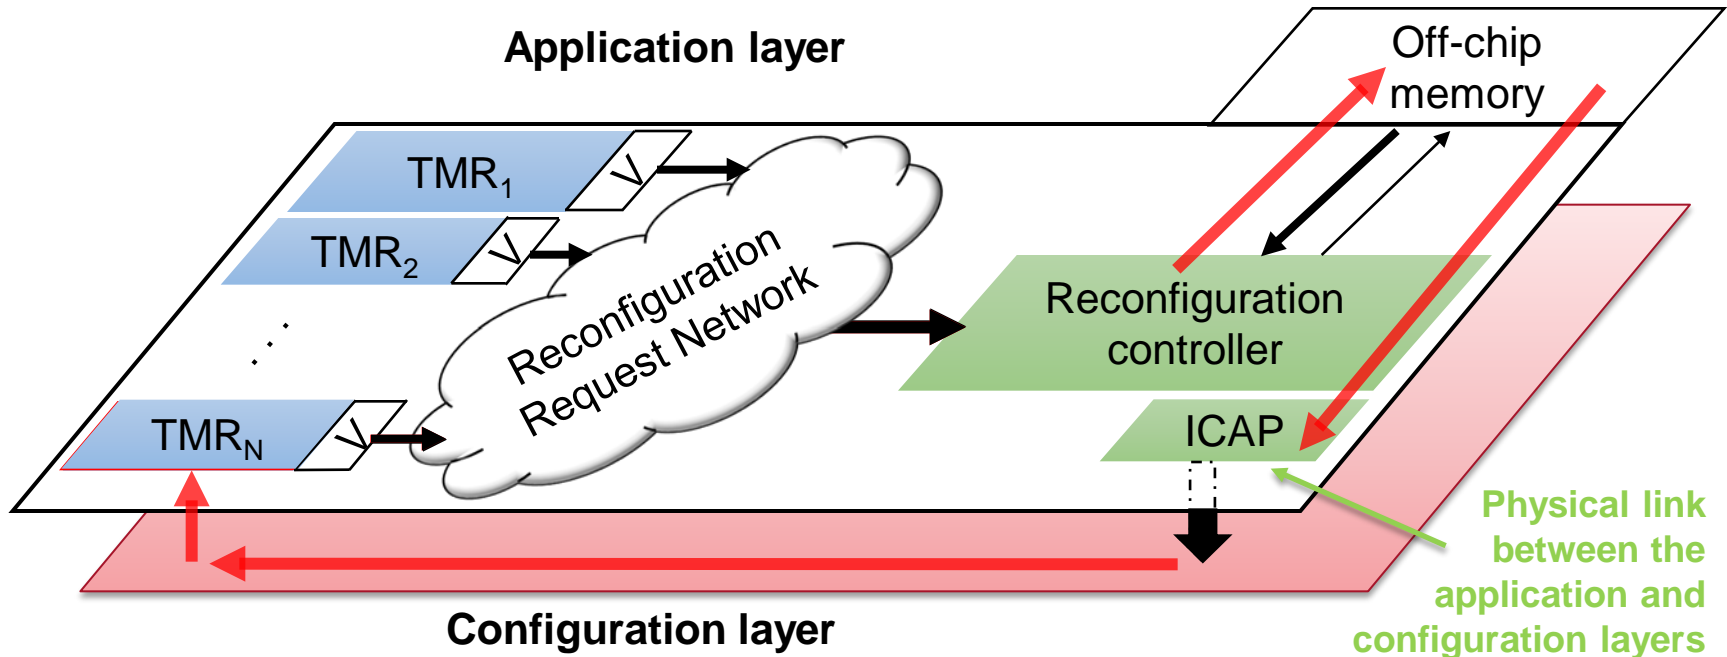 Application layer
Off-chip
memory
TMR1
V
TMR2
V
. . .
TMRN
V
Reconfiguration
Request Network
Reconfiguration
controller
ICAP
Physical link
between the
application and
configuration layers
Configuration layer